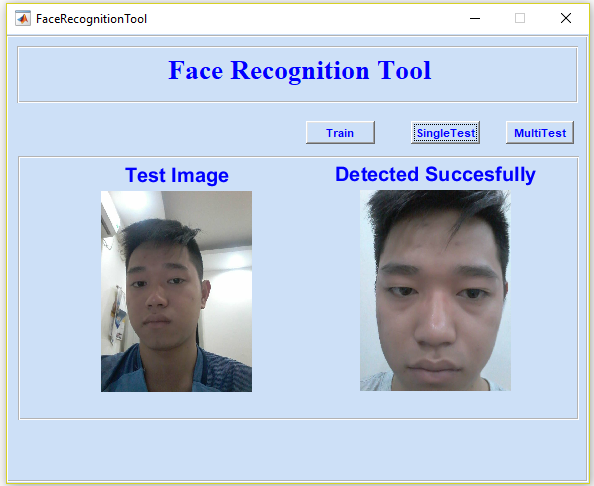 FaceRecognitionTool
Face Recognition Tool
Train SingleTest MultiTest
Test Image Detected Succesfully